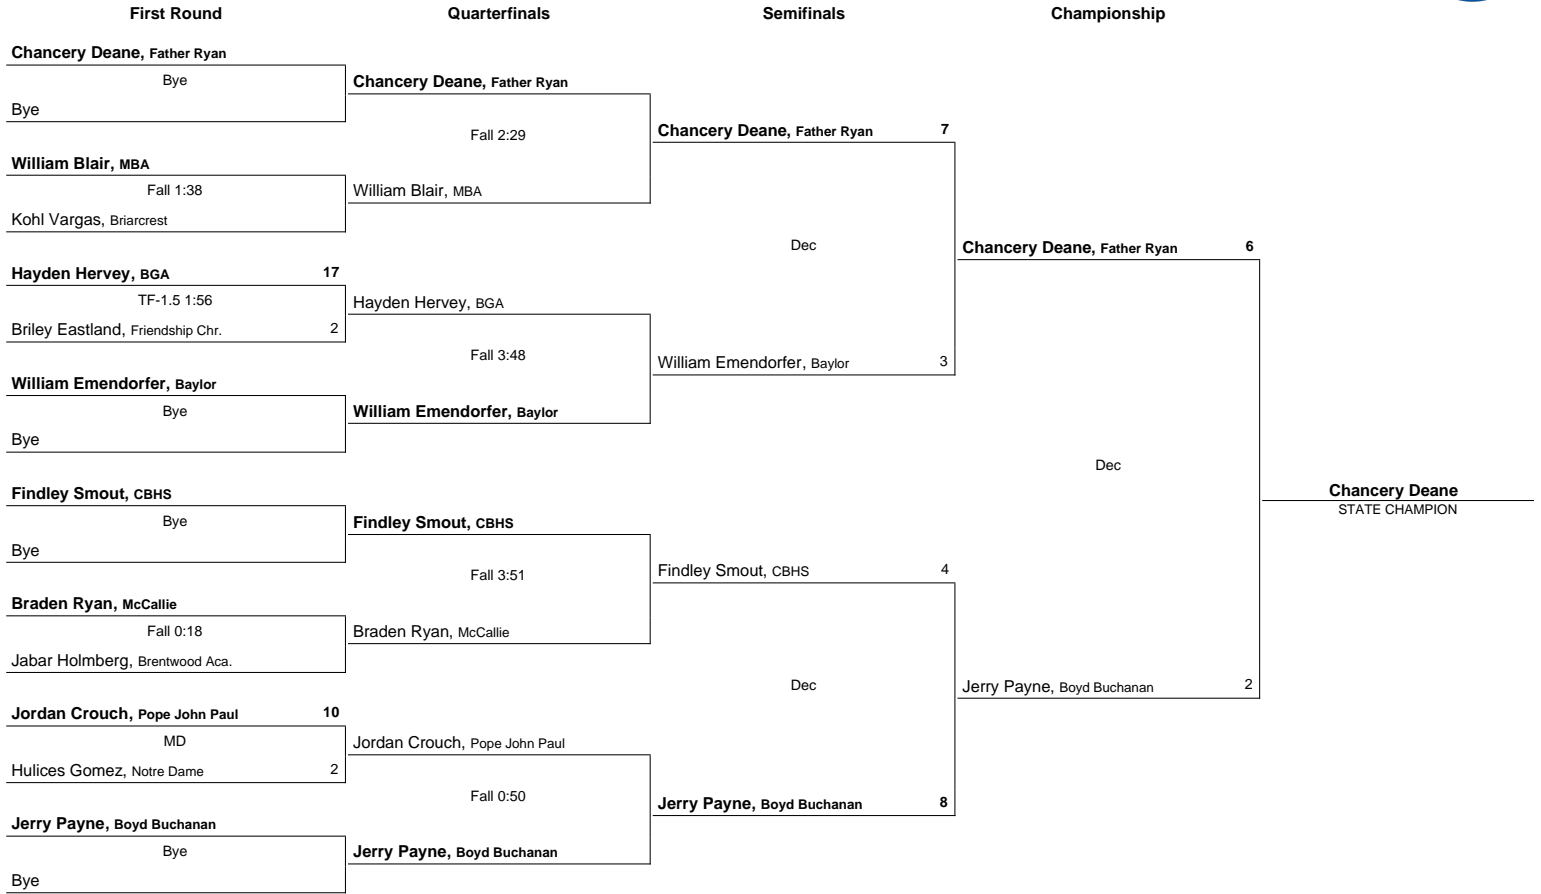 First Round
Quarterfinals
Semifinals
Championship
Chancery Deane, Father Ryan
Bye
Bye
William Blair, MBA
Fall 1:38
Kohl Vargas, Briarcrest
Hayden Hervey, BGA 17
TF-1.5 1:56
Briley Eastland, Friendship Chr. 2
William Emendorfer, Baylor
Bye
Bye
Findley Smout, CBHS
Bye
Bye
Braden Ryan, McCallie
Fall 0:18
Jabar Holmberg, Brentwood Aca.
Jordan Crouch, Pope John Paul 10
MD
Hulices Gomez, Notre Dame 2
Jerry Payne, Boyd Buchanan
Bye
Bye
Chancery Deane, Father Ryan
Fall 2:29
William Blair, MBA
Hayden Hervey, BGA
Fall 3:48
William Emendorfer, Baylor
Findley Smout, CBHS
Fall 3:51
Braden Ryan, McCallie
Jordan Crouch, Pope John Paul
Fall 0:50
Jerry Payne, Boyd Buchanan
Chancery Deane, Father Ryan 7
Dec
William Emendorfer, Baylor 3
Findley Smout, CBHS 4
Dec
Jerry Payne, Boyd Buchanan 8
Chancery Deane, Father Ryan 6
Dec
Jerry Payne, Boyd Buchanan 2
Chancery Deane
STATE CHAMPION